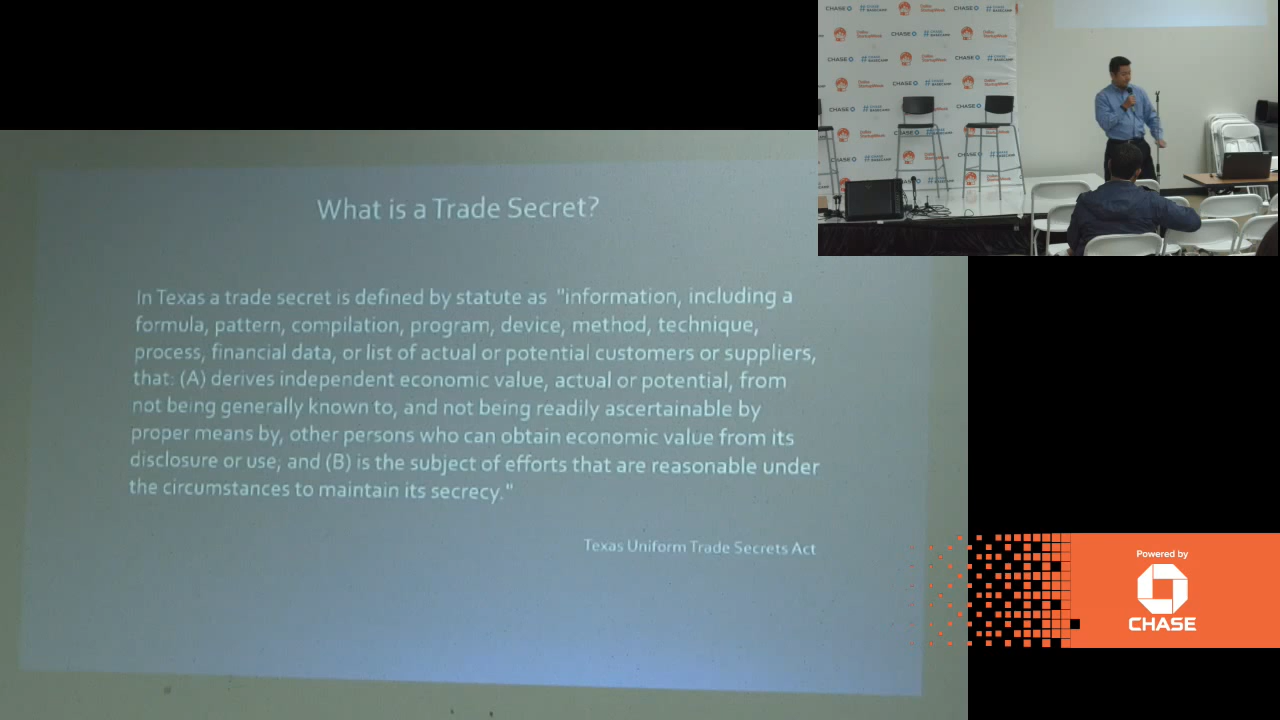 What is a Trade Secret?
In Texas a trade secret is defined by statute as "information, including a
formula, pattern, compilation, program, device, method, technique,
process, financial data, or list of actual or potential customers or suppliers,
that: (A) derives independent economic value, actual or potential, from
not being generally known to, and not being readily ascertainable by
proper means by, other persons who can obtain economic value from its
disclosure or use; and (B) is the subject of efforts that are reasonable under
the circumstances to maintain its secrecy."
Texas Uniform Trade Secrets Act
CHASE
Powered by
CHASE